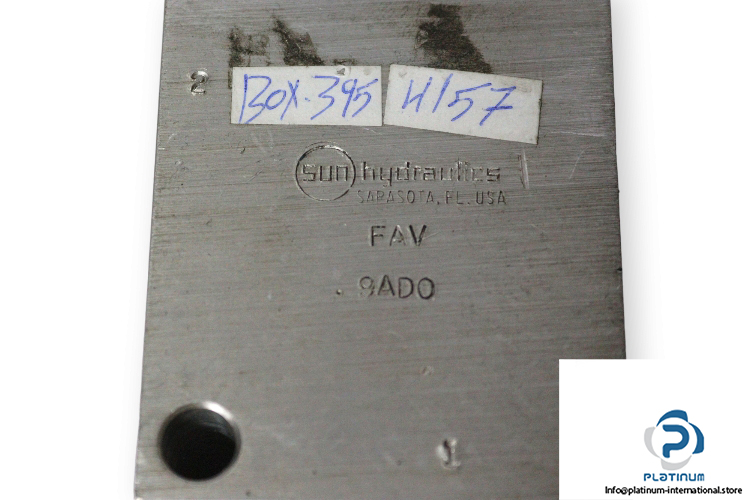 2
BOX.395 H/57
sun hydraulics
SARASOTA, FL. USA
FAV
9ADO
1
PLATINUM
Info@platinum-international.store